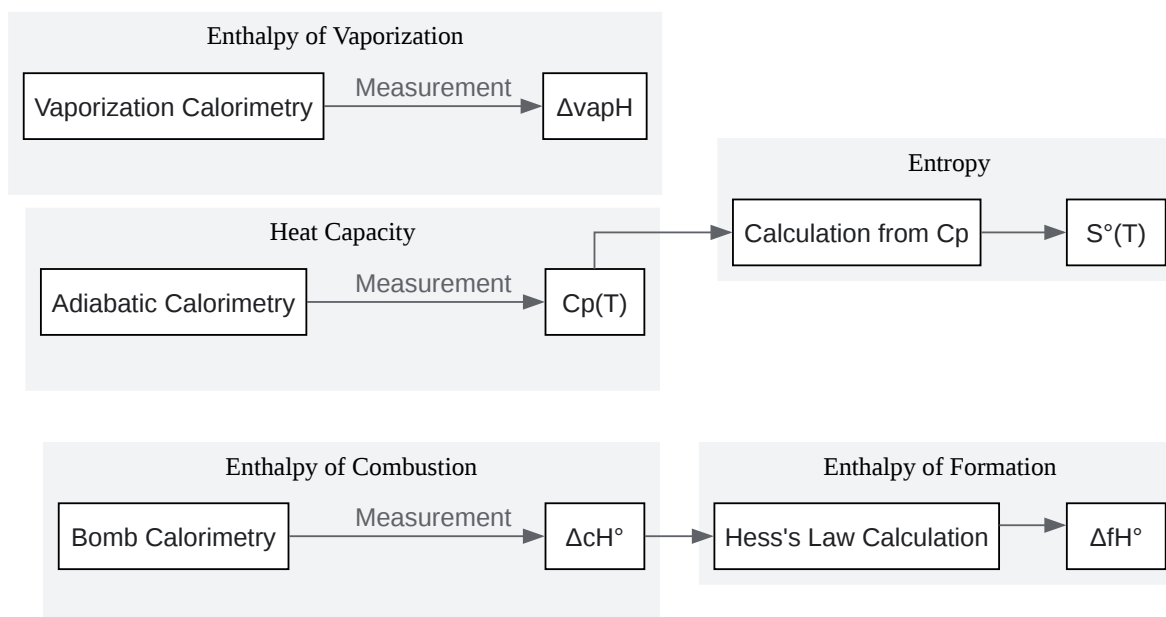 Enthalpy of Vaporization
Vaporization Calorimetry
Measurement
ΔvapH
Entropy
Calculation from Cp
S°(T)
Heat Capacity
Adiabatic Calorimetry
Measurement
Cp(T)
Enthalpy of Combustion
Bomb Calorimetry
Measurement
ΔcH°
Enthalpy of Formation
Hess's Law Calculation
ΔfH°